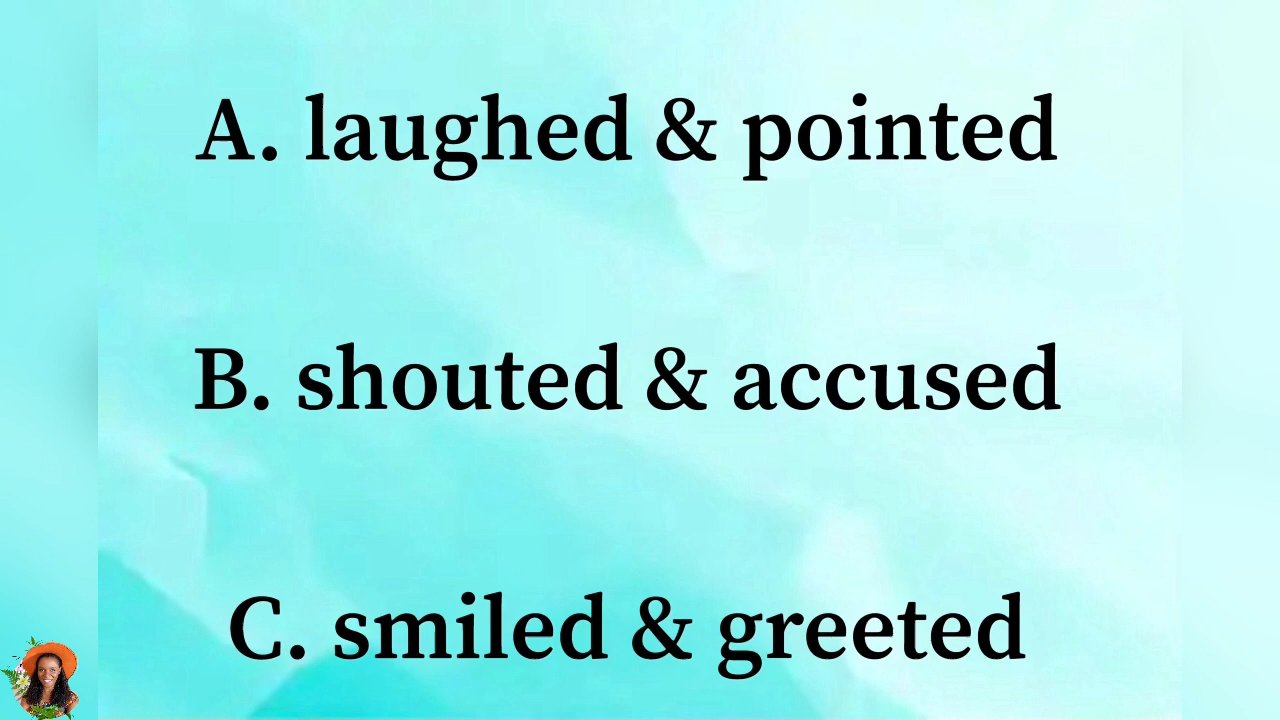 A. laughed & pointed
B. shouted & accused
C. smiled & greeted